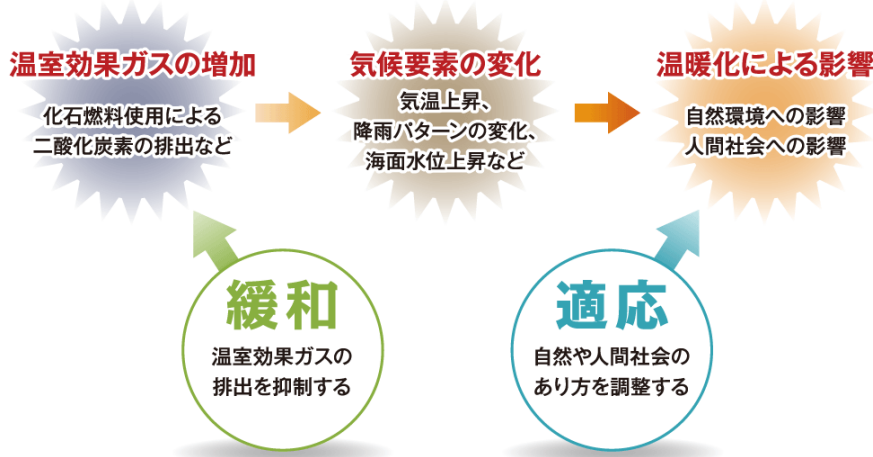 温室効果ガスの増加
化石燃料使用による
二酸化炭素の排出など
気候要素の変化
気温上昇、
降雨パターンの変化、
海面水位上昇など
温暖化による影響
自然環境への影響
人間社会への影響
緩和
温室効果ガスの
排出を抑制する
適応
自然や人間社会の
あり方を調整する